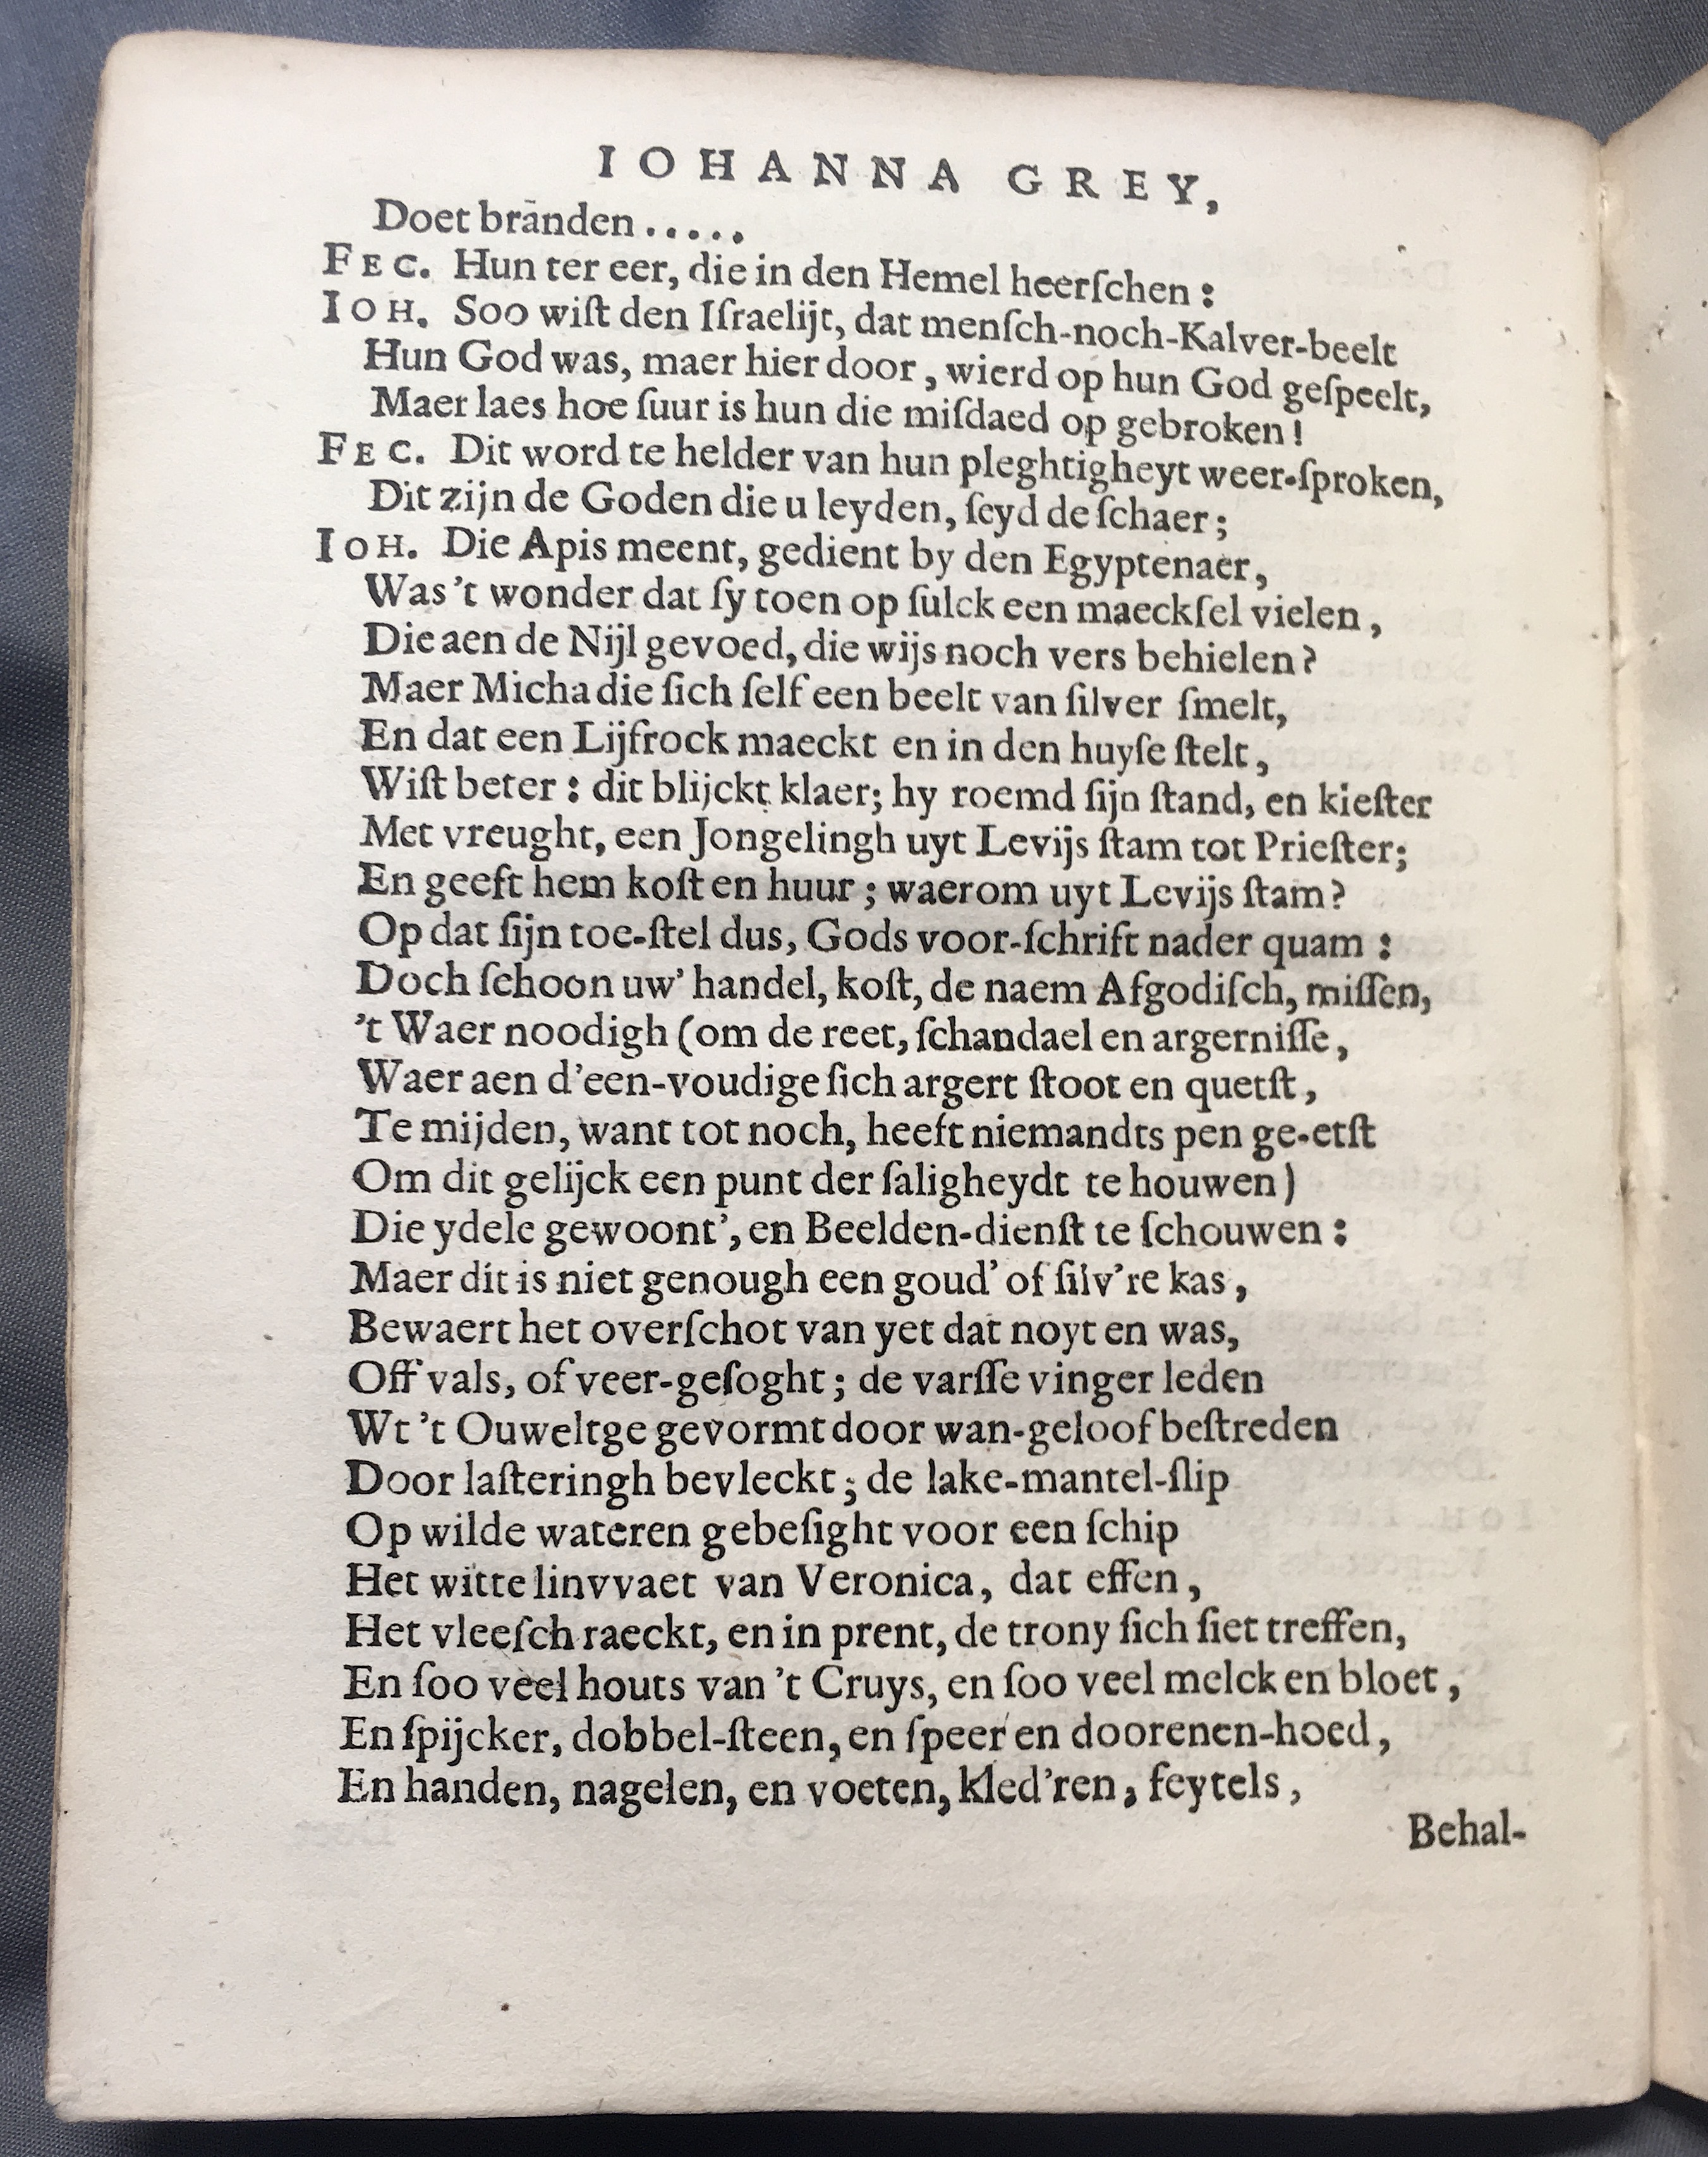 IOHANNA GREY,
Doet branden . . . . .
FEC. Hun ter eer, die in den Hemel heerſchen :
IOH. Soo wiſt den Iſraelijt, dat menſch-noch-Kalver-beelt
Hun God was, maer hier door, wierd op hun God geſpeelt,
Maer laes hoe ſuur is hun die miſdaed op gebroken!
FEC. Dit word te helder van hun pleghtigheyt weer-ſproken,
Dit zijn de Goden die u leyden, ſeyd de ſchaer;
IOH. Die Apis meent, gedient by den Egyptenaer,
Was 't wonder dat ſy toen op ſulck een maeckſel vielen,
Die aen de Nijl gevoed, die wijs noch vers behielen?
Maer Micha die ſich ſelf een beelt van ſilver ſmelt,
En dat een Lijfrock maeckt en in den huyſe ſtelt,
Wiſt beter : dit blijckt klaer; hy roemd ſijn ſtand, en kieſter
Met vreught, een Jongelingh uyt Levijs ſtam tot Prieſter;
En geeft hem koſt en huur ; waerom uyt Levijs ſtam?
Op dat ſijn toe-ſtel dus, Gods voor-ſchrift nader quam :
Doch ſchoon uw' handel, koſt, de naem Afgodiſch, miſſen,
't Waer noodigh (om de reet, ſchandael en argerniſſe,
Waer aen d'een-voudige ſich argert ſtoot en quetſt,
Te mijden, want tot noch, heeft niemandts pen ge-etſt
Om dit gelijck een punt der ſaligheydt te houwen)
Die ydele gewoont', en Beelden-dienſt te ſchouwen :
Maer dit is niet genough een goud' of ſilv're kas,
Bewaert het overſchot van yet dat noyt en was,
Off vals, of veer-geſoght ; de varſſe vinger leden
Wt 't Ouweltge gevormt door wan-geloof beſtreden
Door laſteringh bevleckt ; de lake-mantel-ſlip
Op wilde wateren gebeſight voor een ſchip
Het witte linvvaet van Veronica, dat effen,
Het vleeſch raeckt, en in prent, de trony ſich ſiet treffen,
En ſoo veel houts van 't Cruys, en ſoo veel melck en bloet,
En ſpijcker, dobbel-ſteen, en ſpeer en doorenen-hoed,
En handen, nagelen, en voeten, kled'ren, feytels,
Behal-